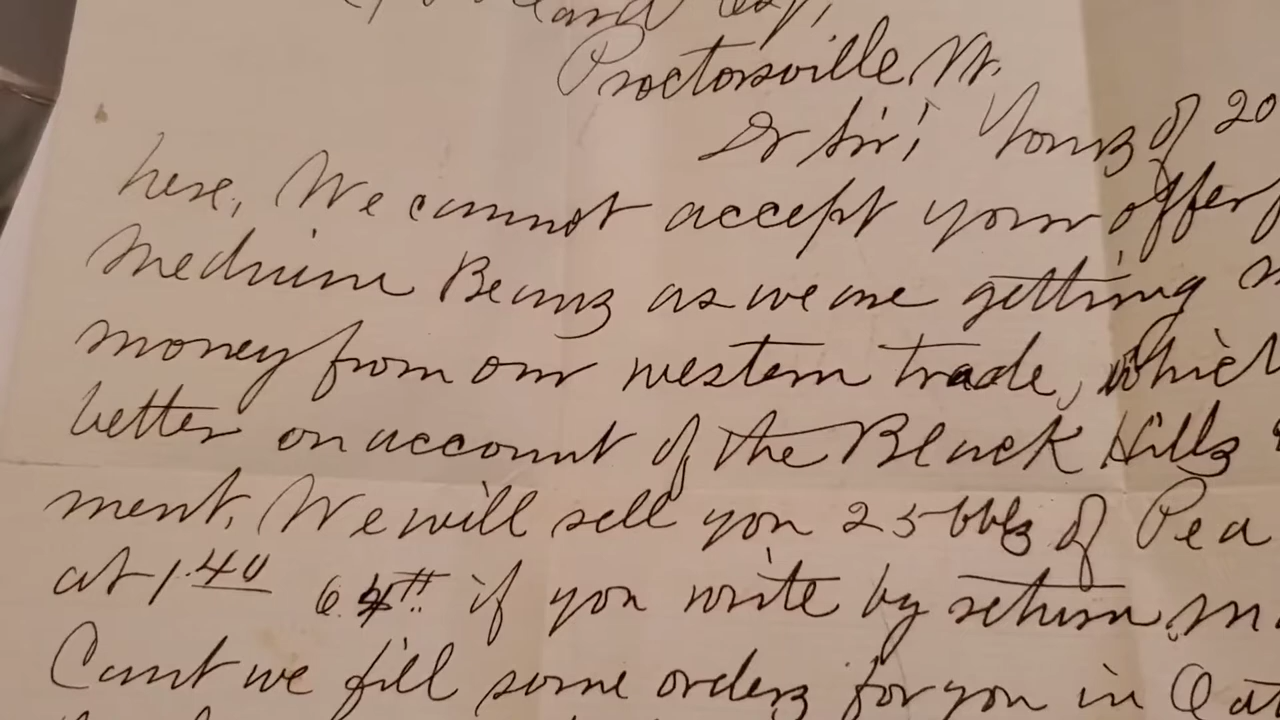 Esq,
Proctorsville Vt.
Dr Sir! Yours of 20
here, We cannot accept your offer
Medium Beans as we are getting
money from our western trade, which
better on account of the Black Hills
ment. We will sell you 25 bbls of Pea
at 1.40 if you write by return
Cant we fill some orders for you in Oat